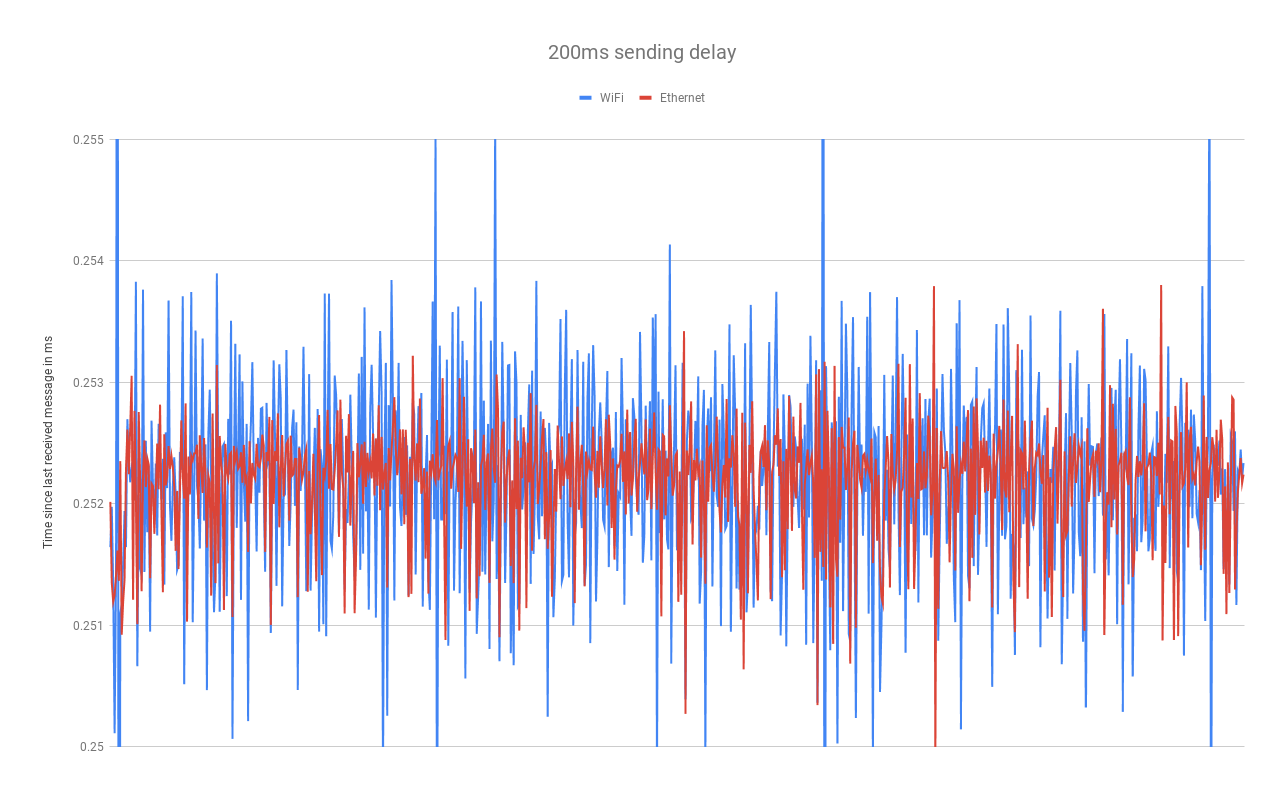 200ms sending delay
WiFi Ethernet
0.255
0.254
0.253
0.252
0.251
0.25
Time since last received message in ms